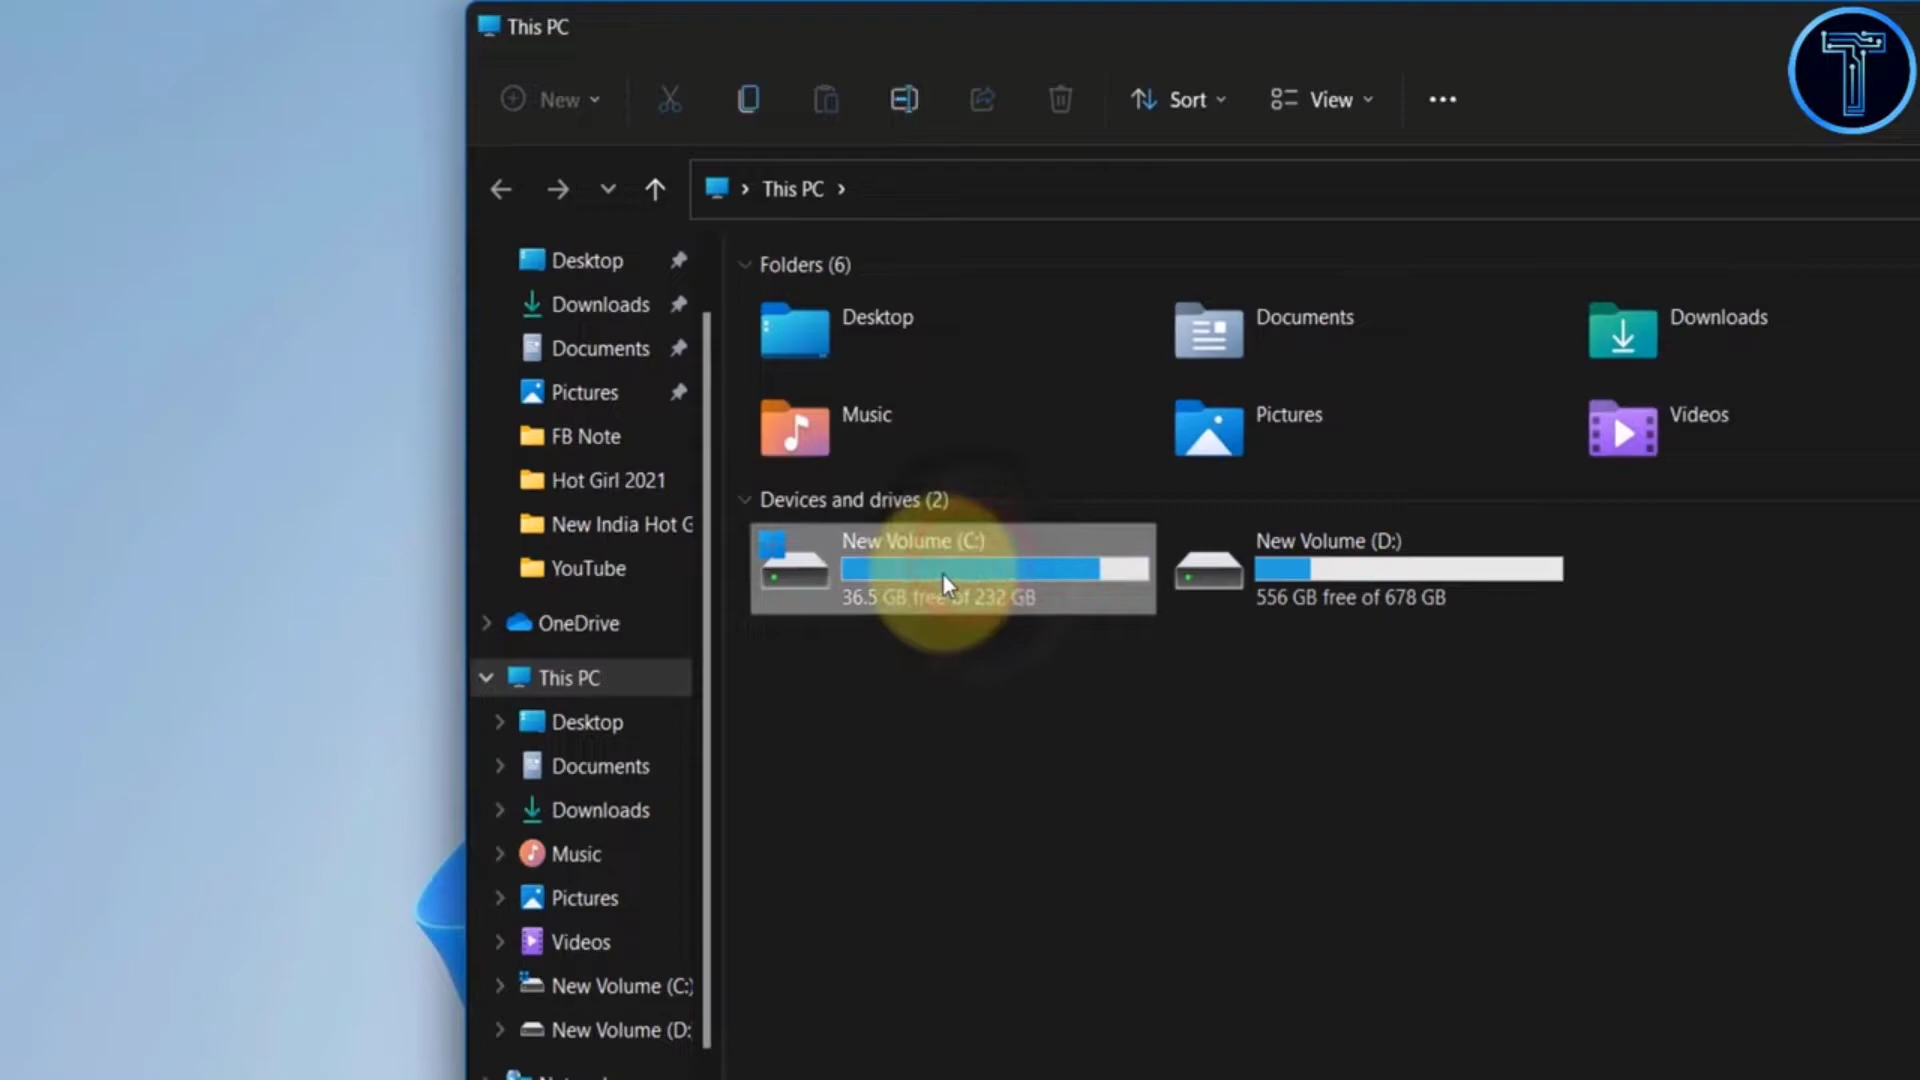 This PC
New
Sort
View
This PC
Desktop
Downloads
Documents
Pictures
FB Note
Hot Girl 2021
New India Hot G
YouTube
OneDrive
This PC
Desktop
Documents
Downloads
Music
Pictures
Videos
New Volume (C:)
New Volume (D:
Folders (6)
Desktop
Documents
Downloads
Music
Pictures
Videos
Devices and drives (2)
New Volume (C:)
36.5 GB free of 232 GB
New Volume (D:)
556 GB free of 678 GB